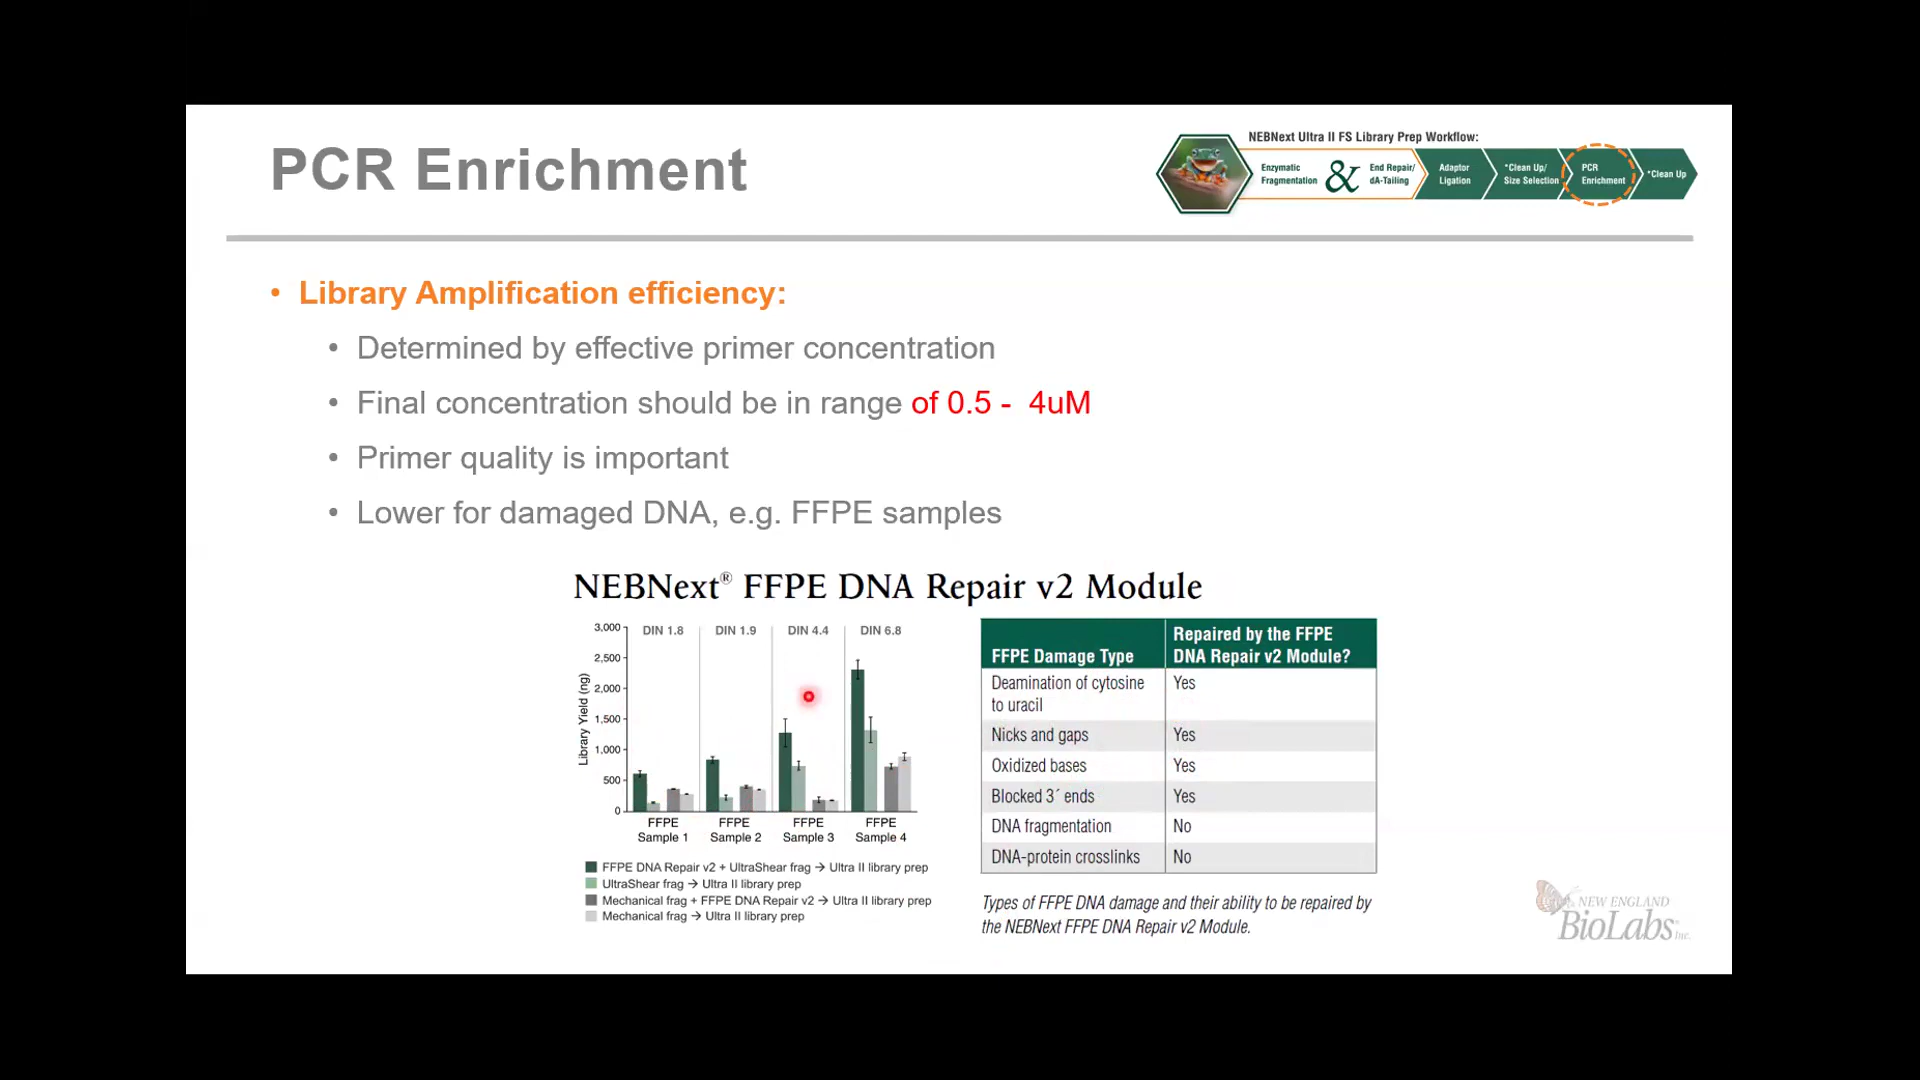 PCR Enrichment
NEBNext Ultra II FS Library Prep Workflow:
Enzymatic
Fragmentation
&
End Repair/
dA-Tailing
Adaptor
Ligation
*Clean Up/
Size Selection
PCR
Enrichment
*Clean Up
• Library Amplification efficiency:
• Determined by effective primer concentration
• Final concentration should be in range of 0.5 - 4uM
• Primer quality is important
• Lower for damaged DNA, e.g. FFPE samples
NEBNext® FFPE DNA Repair v2 Module
Library Yield (ng)
3,000
2,500
2,000
1,500
1,000
500
0
DIN 1.8 DIN 1.9 DIN 4.4 DIN 6.8
FFPE FFPE FFPE FFPE
Sample 1 Sample 2 Sample 3 Sample 4
FFPE DNA Repair v2 + UltraShear frag → Ultra II library prep
UltraShear frag → Ultra II library prep
Mechanical frag + FFPE DNA Repair v2 → Ultra II library prep
Mechanical frag → Ultra II library prep
FFPE Damage Type
Repaired by the FFPE
DNA Repair v2 Module?
Deamination of cytosine
to uracil
Yes
Nicks and gaps Yes
Oxidized bases Yes
Blocked 3´ ends Yes
DNA fragmentation No
DNA-protein crosslinks No
Types of FFPE DNA damage and their ability to be repaired by
the NEBNext FFPE DNA Repair v2 Module.
NEW ENGLAND
BioLabs® Inc.